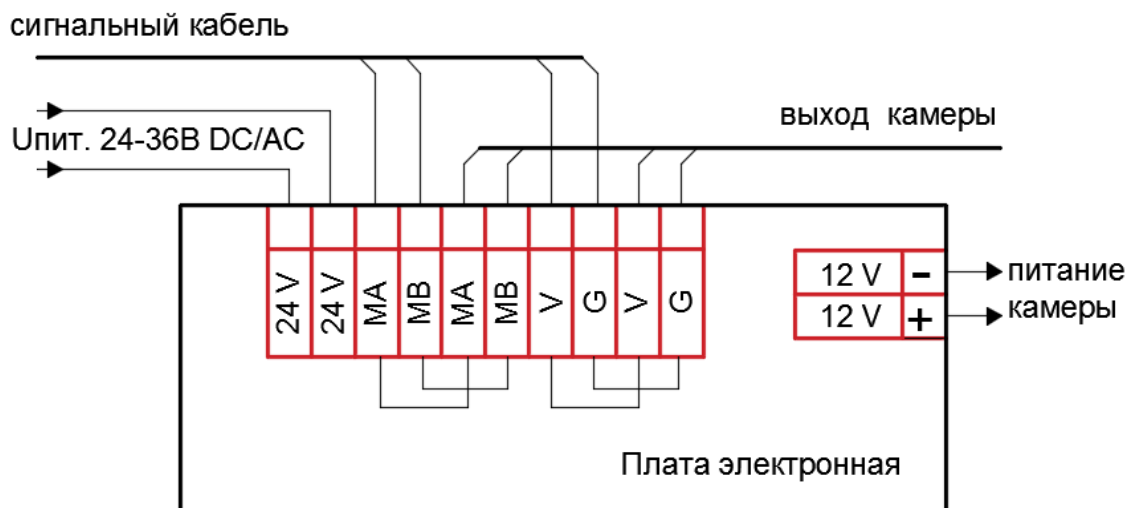 сигнальный кабель
Uпит. 24-36В DC/AC
выход камеры
24 V
24 V
MA
MB
MA
MB
V
G
V
G
12 V -
12 V +
питание
камеры
Плата электронная